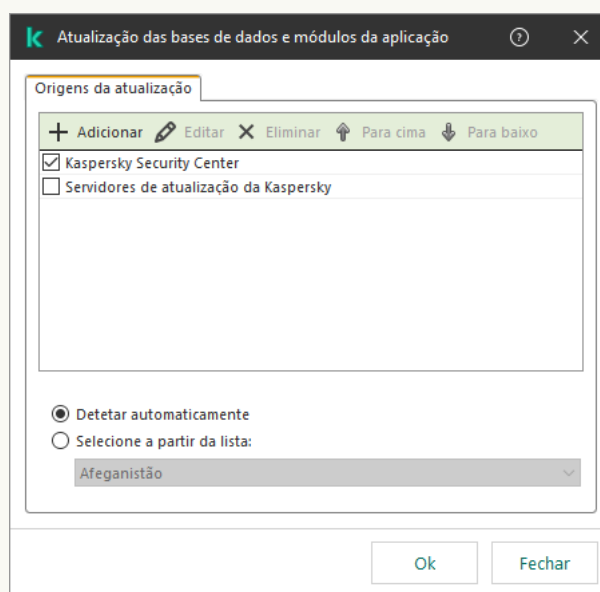 Atualização das bases de dados e módulos da aplicação
Origens da atualização
Adicionar Editar Eliminar Para cima Para baixo
Kaspersky Security Center
Servidores de atualização da Kaspersky
Detetar automaticamente
Selecione a partir da lista:
Afeganistão
Ok Fechar